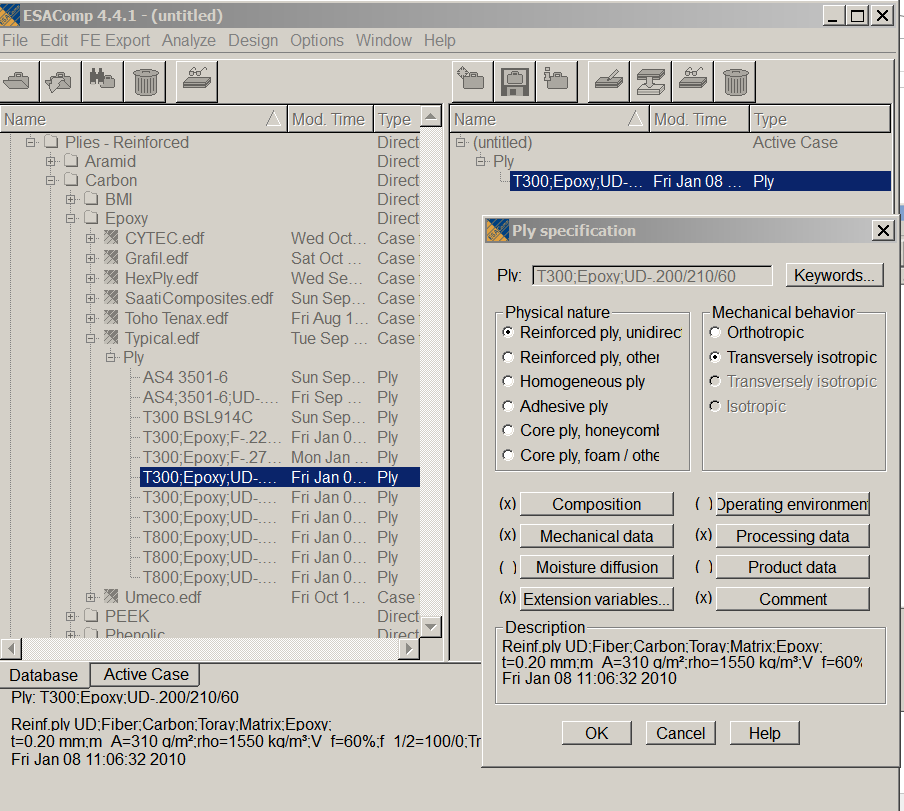 ESAComp 4.4.1 - (untitled)
File Edit FE Export Analyze Design Options Window Help
Name Mod. Time Type
Plies - Reinforced Direct
Aramid Direct
Carbon Direct
BMI Direct
Epoxy Direct
CYTEC.edf Wed Oct... Case
Grafil.edf Sat Oct ... Case
HexPly.edf Wed Se... Case
SaatiComposites.edf Sun Sep... Case
Toho Tenax.edf Fri Aug 1... Case
Typical.edf Tue Sep ... Case
Ply
AS4 3501-6 Sun Sep... Ply
AS4;3501-6;UD-.... Fri Sep ... Ply
T300 BSL914C Sun Sep... Ply
T300;Epoxy;F-.22... Fri Jan 0... Ply
T300;Epoxy;F-.27... Mon Jan ... Ply
T300;Epoxy;UD-.... Fri Jan 0... Ply
T300;Epoxy;UD-.... Fri Jan 0... Ply
T300;Epoxy;UD-.... Fri Jan 0... Ply
T800;Epoxy;UD-.... Fri Jan 0... Ply
T800;Epoxy;UD-.... Fri Jan 0... Ply
T800;Epoxy;UD-.... Fri Jan 0... Ply
Umeco.edf Fri Oct 1... Case
PEEK Direct
Phenolic Direct
Database Active Case
Ply: T300;Epoxy;UD-.200/210/60
Reinf.ply UD;Fiber;Carbon;Toray;Matrix;Epoxy;
t=0.20 mm;m_A=310 g/m²;rho=1550 kg/m³;V_f=60%;f_1/2=100/0;Tr
Fri Jan 08 11:06:32 2010
Name Mod. Time Type
(untitled) Active Case
Ply
T300;Epoxy;UD-... Fri Jan 08 ... Ply
Ply specification
Ply: T300;Epoxy;UD-.200/210/60 Keywords...
Physical nature
Reinforced ply, unidirec
Reinforced ply, other
Homogeneous ply
Adhesive ply
Core ply, honeycomb
Core ply, foam / othe
Mechanical behavior
Orthotropic
Transversely isotropic
Transversely isotropic
Isotropic
(x) Composition ( ) Operating environment
(x) Mechanical data (x) Processing data
( ) Moisture diffusion ( ) Product data
(x) Extension variables... (x) Comment
Description
Reinf.ply UD;Fiber;Carbon;Toray;Matrix;Epoxy;
t=0.20 mm;m_A=310 g/m²;rho=1550 kg/m³;V_f=60%
Fri Jan 08 11:06:32 2010
OK Cancel Help